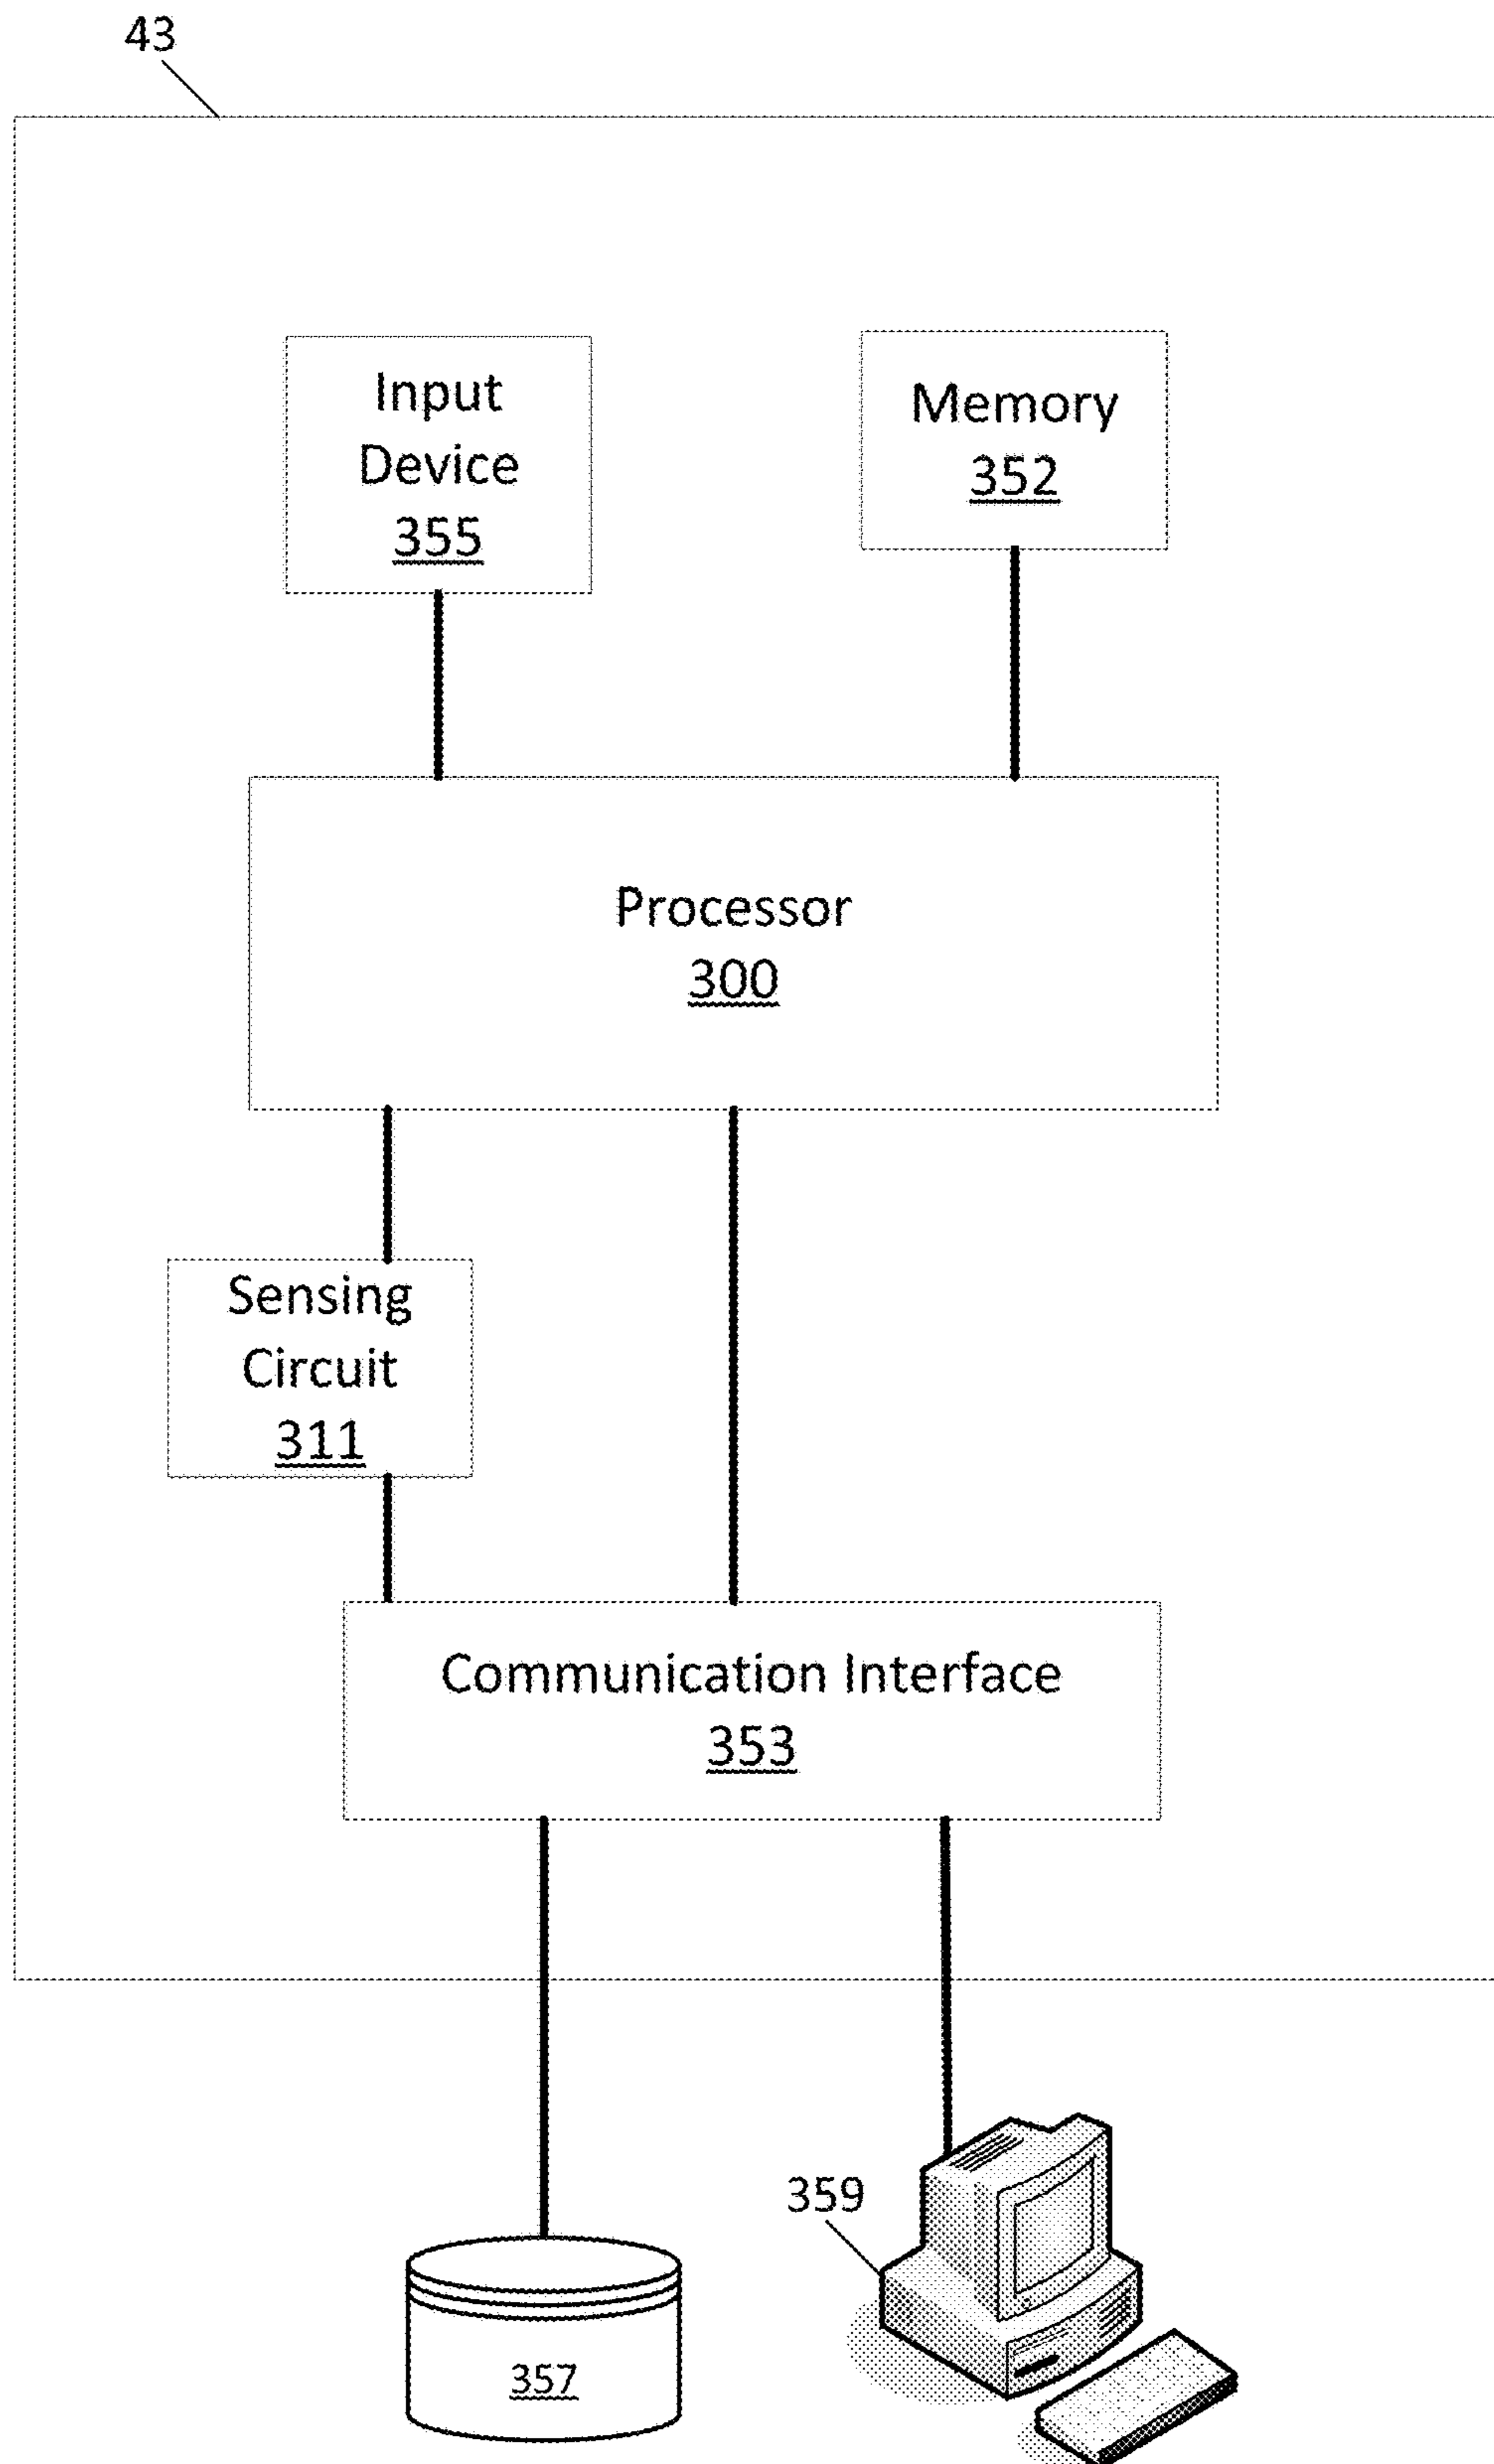 43
Input
Device
355
Memory
352
Processor
300
Sensing
Circuit
311
Communication Interface
353
359
357